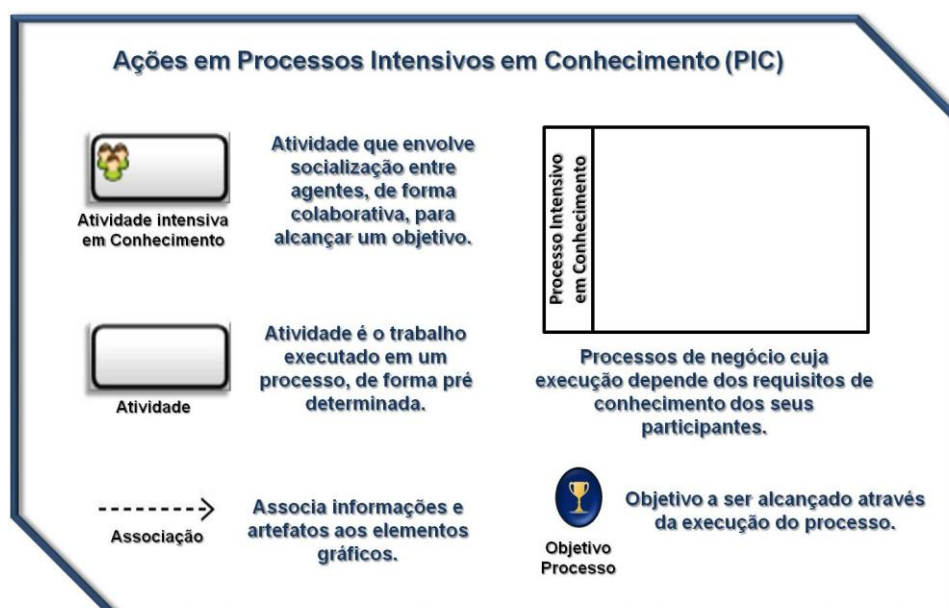 Ações em Processos Intensivos em Conhecimento (PIC)
Atividade intensiva
em Conhecimento
Atividade que envolve
socialização entre
agentes, de forma
colaborativa, para
alcançar um objetivo.
Processo Intensivo
em Conhecimento
Processos de negócio cuja
execução depende dos requisitos de
conhecimento dos seus
participantes.
Atividade
Atividade é o trabalho
executado em um
processo, de forma pré
determinada.
Associação
Associa informações e
artefatos aos elementos
gráficos.
Objetivo
Processo
Objetivo a ser alcançado através
da execução do processo.